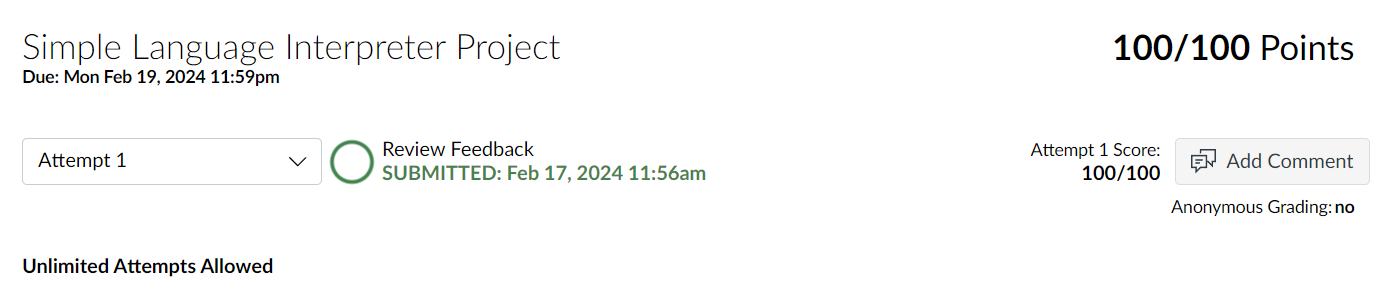 Simple Language Interpreter Project
100/100 Points
Due: Mon Feb 19, 2024 11:59pm
Attempt 1
Review Feedback
SUBMITTED: Feb 17, 2024 11:56am
Attempt 1 Score:
100/100
Add Comment
Anonymous Grading: no
Unlimited Attempts Allowed